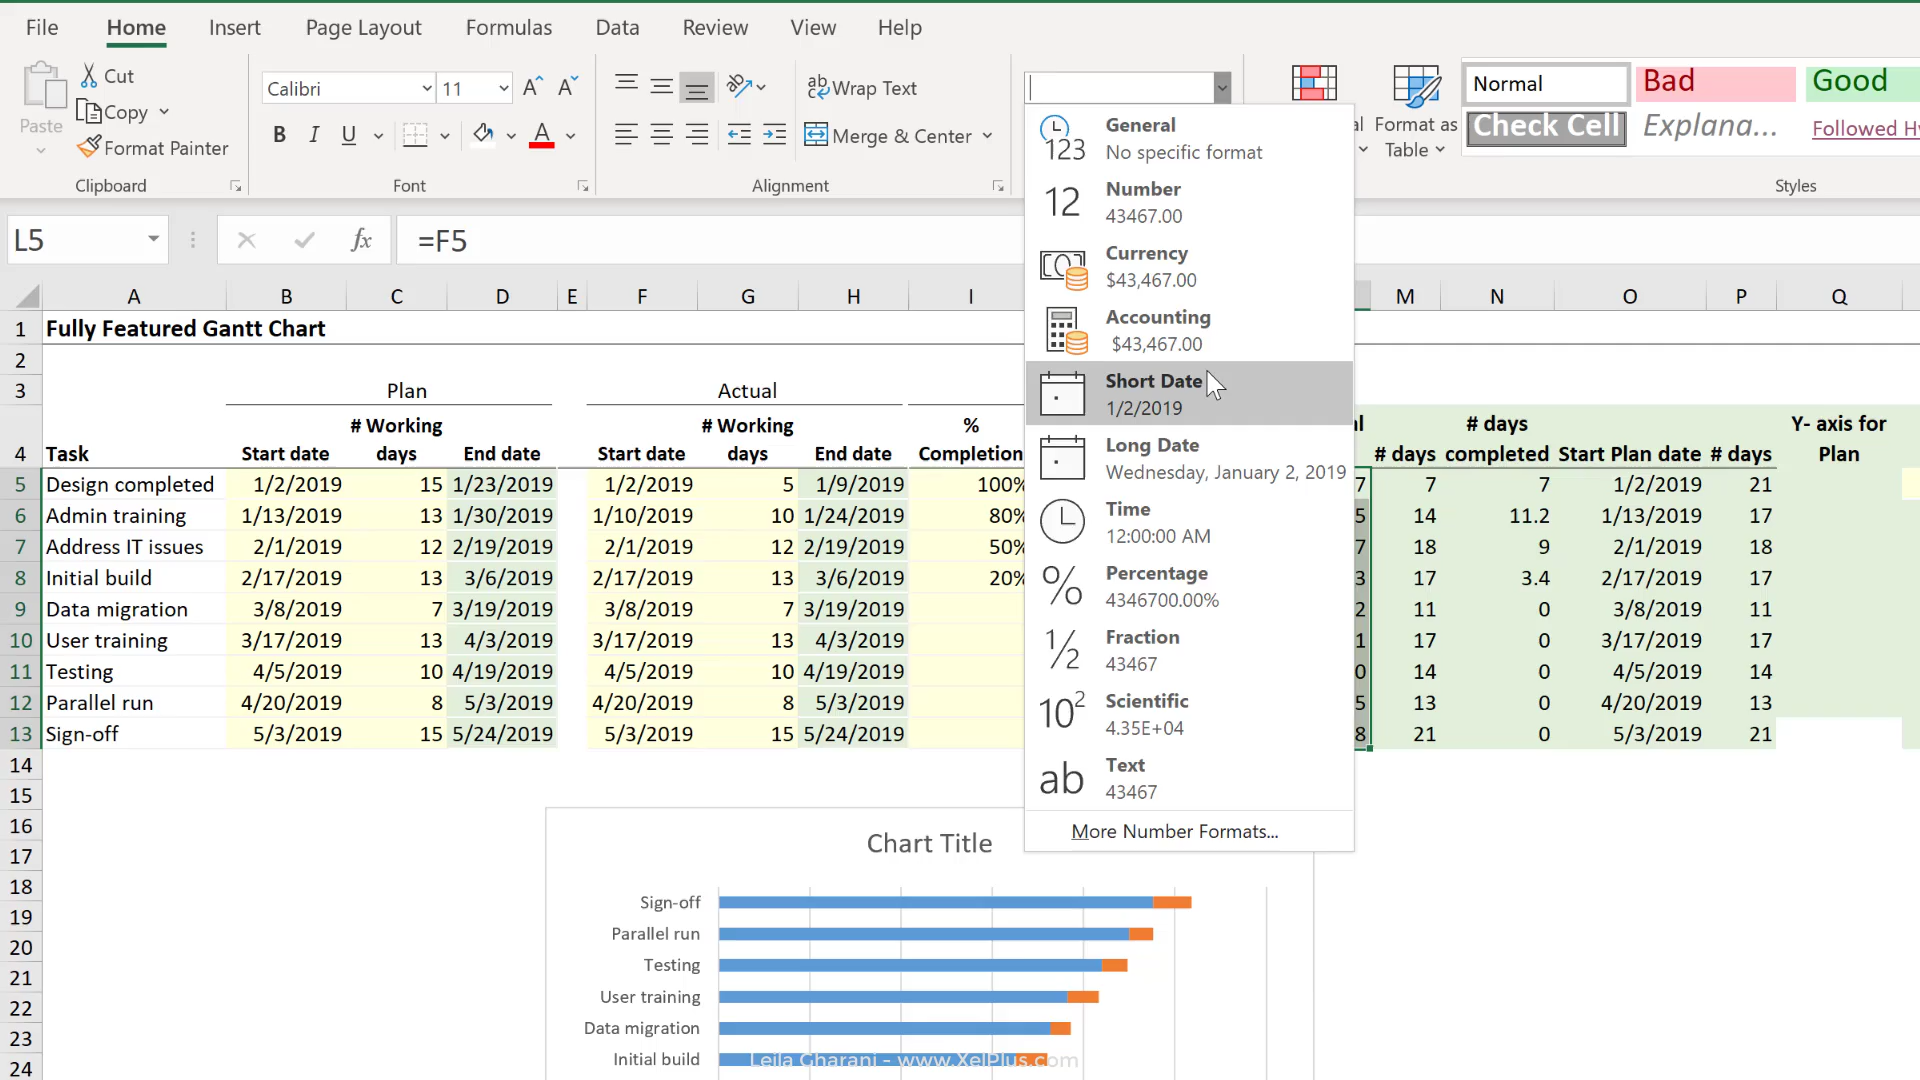 File Home Insert Page Layout Formulas Data Review View Help
Paste
Cut
Copy
Format Painter
Clipboard
Calibri 11
B I U
Font
Wrap Text
Merge & Center
Alignment
Format as
Table
Normal Bad Good
Check Cell Explana... Followed Hy
Styles
L5 fx =F5
General
No specific format
Number
43467.00
Currency
$43,467.00
Accounting
$43,467.00
Short Date
1/2/2019
Long Date
Wednesday, January 2, 2019
Time
12:00:00 AM
Percentage
4346700.00%
Fraction
43467
Scientific
4.35E+04
Text
43467
More Number Formats...
A B C D E F G H I M N O P Q
1 Fully Featured Gantt Chart
2
3 Plan Actual
# Working # Working % # days Y- axis for
4 Task Start date days End date Start date days End date Completion # days completed Start Plan date # days Plan
5 Design completed 1/2/2019 15 1/23/2019 1/2/2019 5 1/9/2019 100% 7 7 7 1/2/2019 21
6 Admin training 1/13/2019 13 1/30/2019 1/10/2019 10 1/24/2019 80% 5 14 11.2 1/13/2019 17
7 Address IT issues 2/1/2019 12 2/19/2019 2/1/2019 12 2/19/2019 50% 7 18 9 2/1/2019 18
8 Initial build 2/17/2019 13 3/6/2019 2/17/2019 13 3/6/2019 20% 3 17 3.4 2/17/2019 17
9 Data migration 3/8/2019 7 3/19/2019 3/8/2019 7 3/19/2019 2 11 0 3/8/2019 11
10 User training 3/17/2019 13 4/3/2019 3/17/2019 13 4/3/2019 1 17 0 3/17/2019 17
11 Testing 4/5/2019 10 4/19/2019 4/5/2019 10 4/19/2019 0 14 0 4/5/2019 14
12 Parallel run 4/20/2019 8 5/3/2019 4/20/2019 8 5/3/2019 5 13 0 4/20/2019 13
13 Sign-off 5/3/2019 15 5/24/2019 5/3/2019 15 5/24/2019 8 21 0 5/3/2019 21
14
15
16
17
18
19
20
21
22
23
24
Chart Title
Sign-off
Parallel run
Testing
User training
Data migration
Initial build
Leila Gharani - www.XelPlus.com